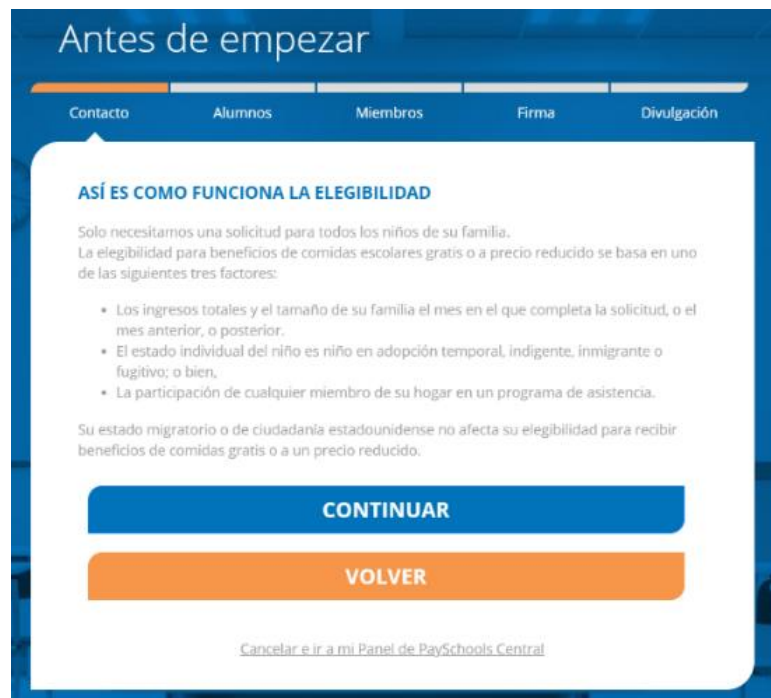 Antes de empezar
Contacto Alumnos Miembros Firma Divulgación
ASÍ ES COMO FUNCIONA LA ELEGIBILIDAD
Solo necesitamos una solicitud para todos los niños de su familia.
La elegibilidad para beneficios de comidas escolares gratis o a precio reducido se basa en uno
de las siguientes tres factores:
• Los ingresos totales y el tamaño de su familia el mes en el que completa la solicitud, o el
mes anterior, o posterior.
• El estado individual del niño es niño en adopción temporal, indigente, inmigrante o
fugitivo; o bien,
• La participación de cualquier miembro de su hogar en un programa de asistencia.
Su estado migratorio o de ciudadanía estadounidense no afecta su elegibilidad para recibir
beneficios de comidas gratis o a un precio reducido.
CONTINUAR
VOLVER
Cancelar e ir a mi Panel de PaySchools Central